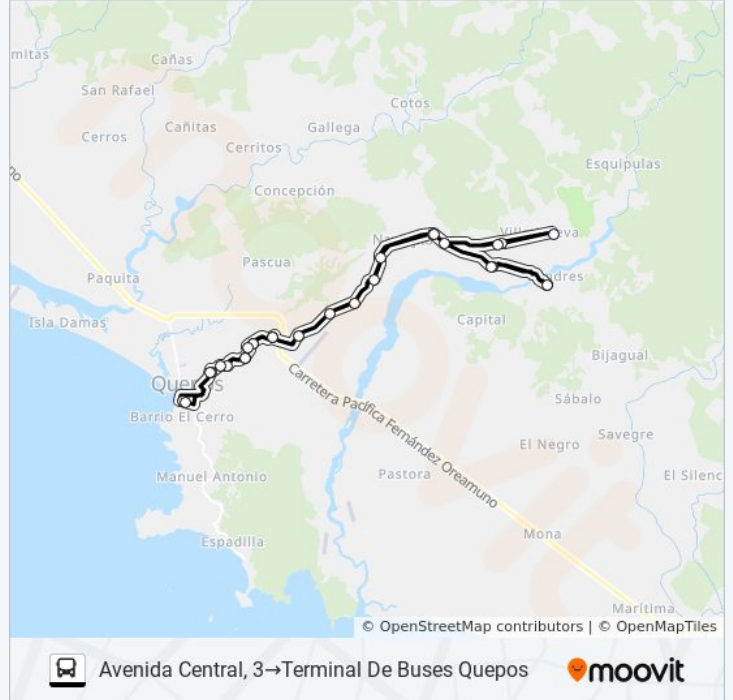 mitas
Cañas
San Rafael
Cotos
Cañitas
Gallega
Cerros
Cerritos
Esquipulas
no
Concepción
Pascua
Paquita
Isla Damas
Capital
Bijagual
Quepos
Carretera Pacífica Fernández Oreamuno
Sábalo
Barrio El Cerro
Savegre
El Negro
Manuel Antonio
Pastora
El Silenc
Mona
Espadilla
Marítima
© OpenStreetMap contributors | © OpenMapTiles
Avenida Central, 3→Terminal De Buses Quepos
moovit